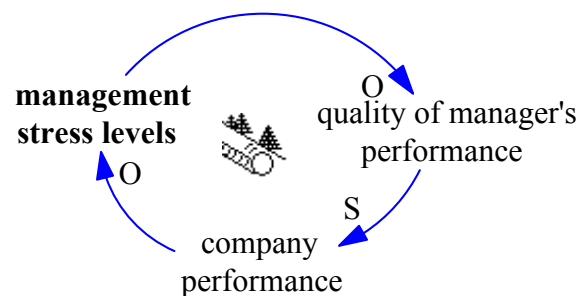 management
stress levels
O
quality of manager's
performance
S
company
performance
O